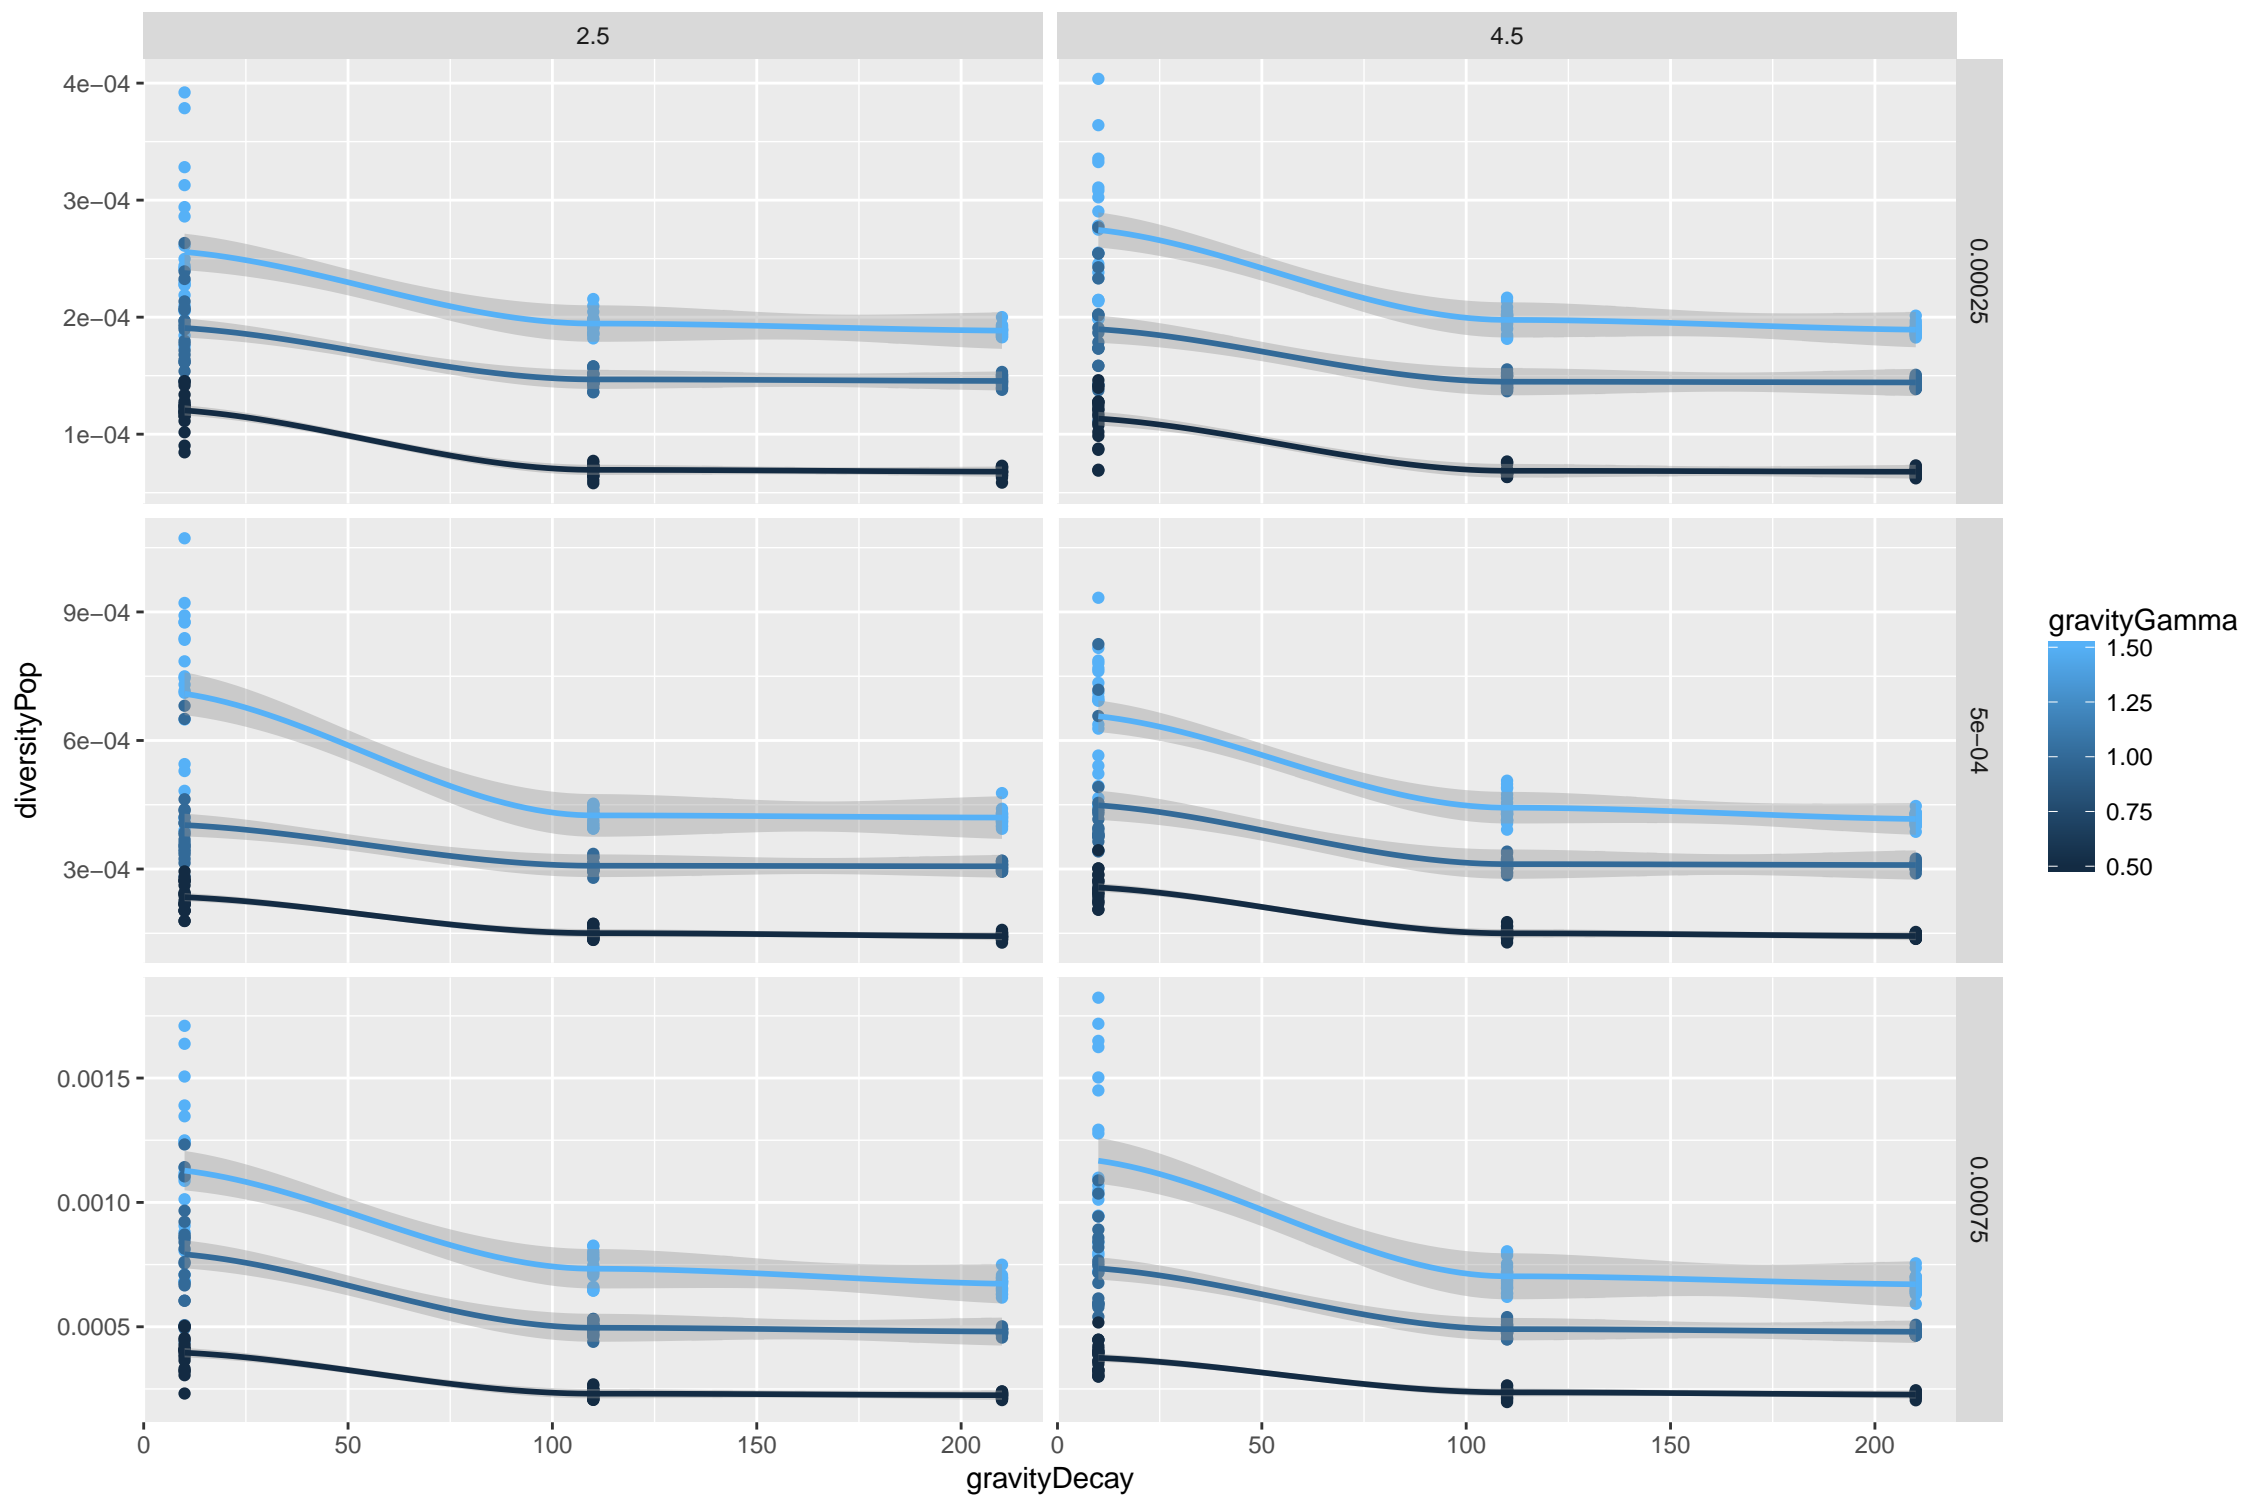 2.5
4.5
4e−04
3e−04
2e−04
1e−04
0.00025
9e−04
6e−04
3e−04
5e−04
0.0015
0.0010
0.0005
0.00075
0
50
100
150
200
0
50
100
150
200
gravityDecay
diversityPop
gravityGamma
1.50
1.25
1.00
0.75
0.50